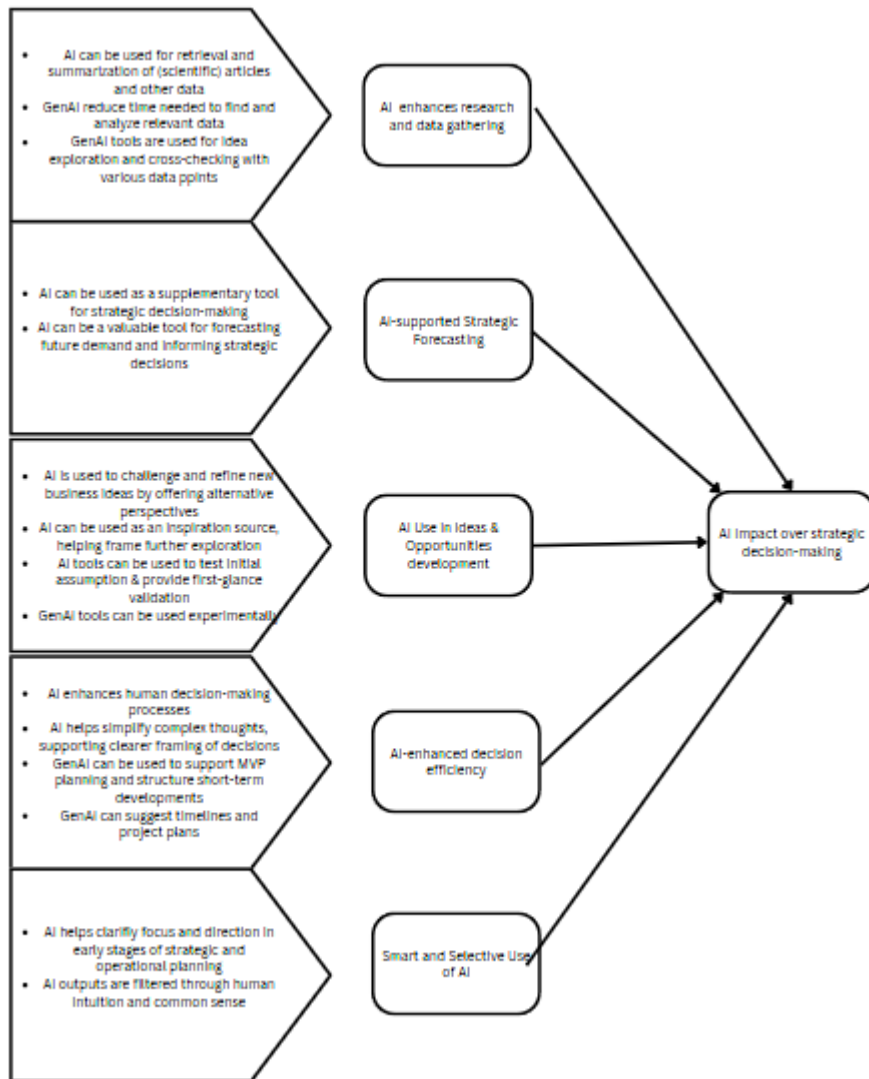 • AI can be used for retrieval and
summarization of (scientific) articles
and other data
• GenAI reduce time needed to find and
analyze relevant data
• GenAI tools are used for idea
exploration and cross-checking with
various data ppints
AI enhances research
and data gathering
• AI can be used as a supplementary tool
for strategic decision-making
• AI can be a valuable tool for forecasting
future demand and informing strategic
decisions
AI-supported Strategic
Forecasting
• AI is used to challenge and refine new
business ideas by offering alternative
perspectives
• AI can be used as an inspiration source,
helping frame further exploration
• AI tools can be used to test initial
assumption & provide first-glance
validation
• GenAI tools can be used experimentally
AI Use in Ideas &
Opportunities
development
AI impact over strategic
decision-making
• AI enhances human decision-making
processes
• AI helps simplify complex thoughts,
supporting clearer framing of decisions
• GenAI can be used to support MVP
planning and structure short-term
developments
• GenAI can suggest timelines and
project plans
AI-enhanced decision
efficiency
• AI helps clarifiy focus and direction in
early stages of strategic and
operational planning
• AI outputs are filtered through human
intuition and common sense
Smart and Selective Use
of AI